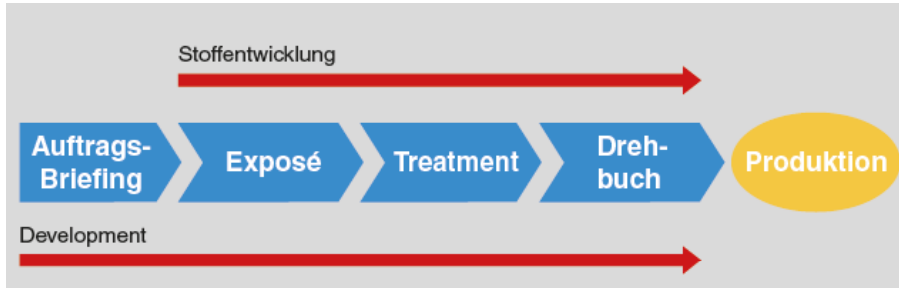 Stoffentwicklung
Auftrags-
Briefing
Exposé
Treatment
Dreh-
buch
Produktion
Development